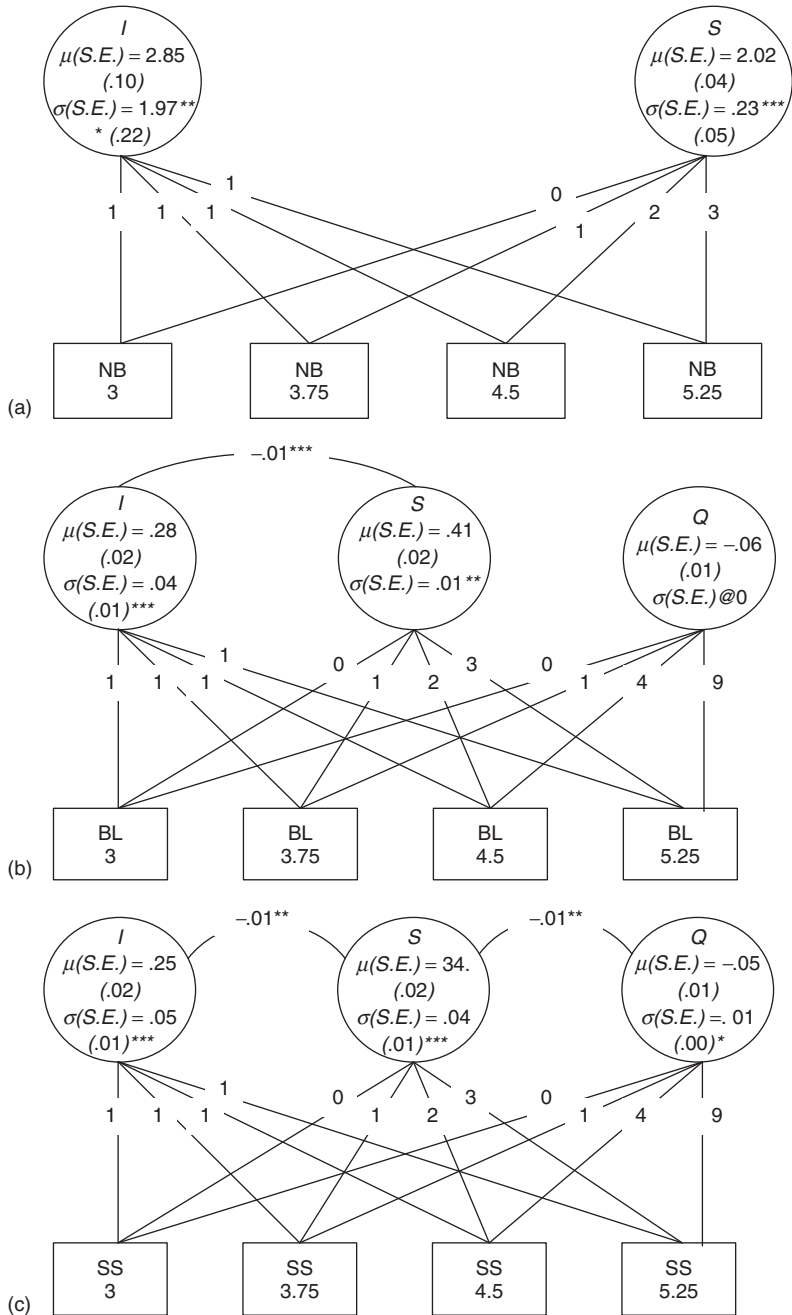 I
μ(S.E.) = 2.85
(.10)
σ(S.E.) = 1.97**
* (.22)
S
μ(S.E.) = 2.02
(.04)
σ(S.E.) = .23***
(.05)
1
1
1
1
0
1
2
3
NB
3
NB
3.75
NB
4.5
NB
5.25
(a)
−.01***
I
μ(S.E.) = .28
(.02)
σ(S.E.) = .04
(.01)***
S
μ(S.E.) = .41
(.02)
σ(S.E.) = .01**
Q
μ(S.E.) = −.06
(.01)
σ(S.E.)@0
1
1
1
1
0
1
2
3
0
1
4
9
BL
3
BL
3.75
BL
4.5
BL
5.25
(b)
−.01**
−.01**
I
μ(S.E.) = .25
(.02)
σ(S.E.) = .05
(.01)***
S
μ(S.E.) = 34.
(.02)
σ(S.E.) = .04
(.01)***
Q
μ(S.E.) = −.05
(.01)
σ(S.E.) =. 01
(.00)*
1
1
1
1
0
1
2
3
0
1
4
9
SS
3
SS
3.75
SS
4.5
SS
5.25
(c)